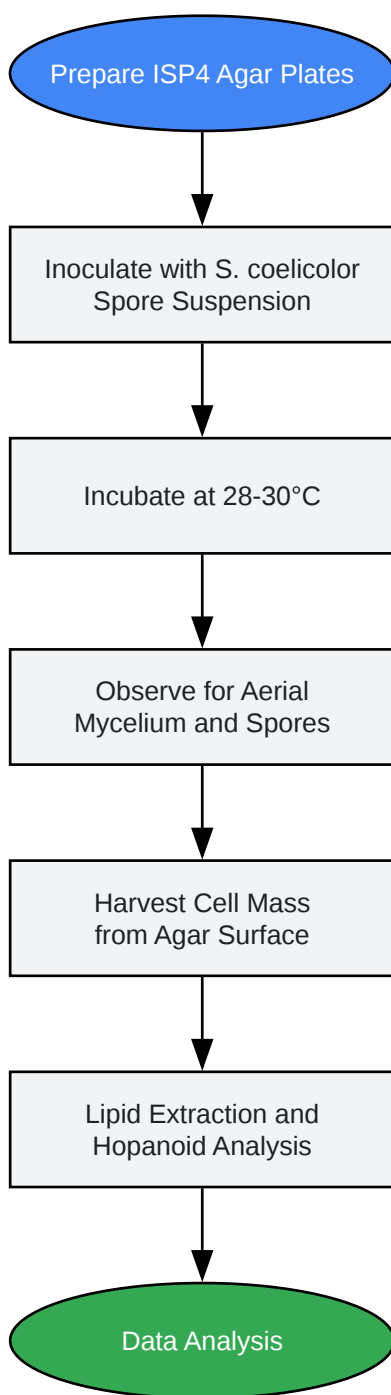 Prepare ISP4 Agar Plates
Inoculate with S. coelicolor
Spore Suspension
Incubate at 28-30°C
Observe for Aerial
Mycelium and Spores
Harvest Cell Mass
from Agar Surface
Lipid Extraction and
Hopanoid Analysis
Data Analysis